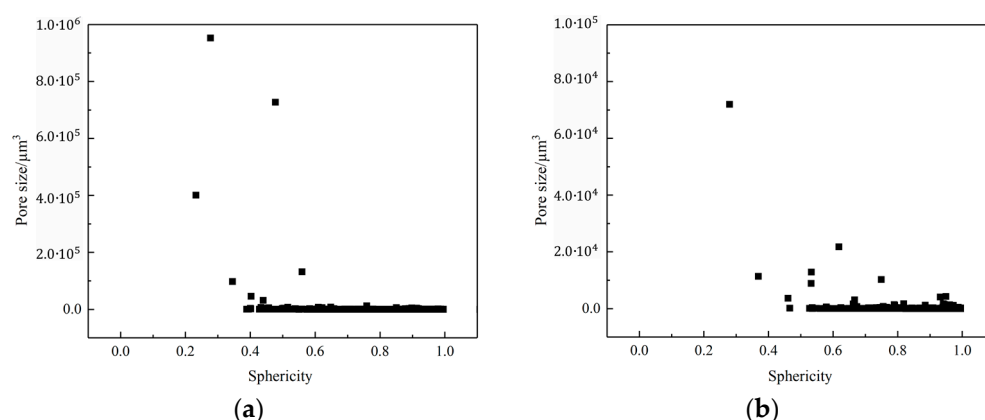 1.0·10⁶
8.0·10⁵
6.0·10⁵
4.0·10⁵
2.0·10⁵
0.0
Pore size/μm³
0.0 0.2 0.4 0.6 0.8 1.0
Sphericity
(a)
1.0·10⁵
8.0·10⁴
6.0·10⁴
4.0·10⁴
2.0·10⁴
0.0
Pore size/μm³
0.0 0.2 0.4 0.6 0.8 1.0
Sphericity
(b)